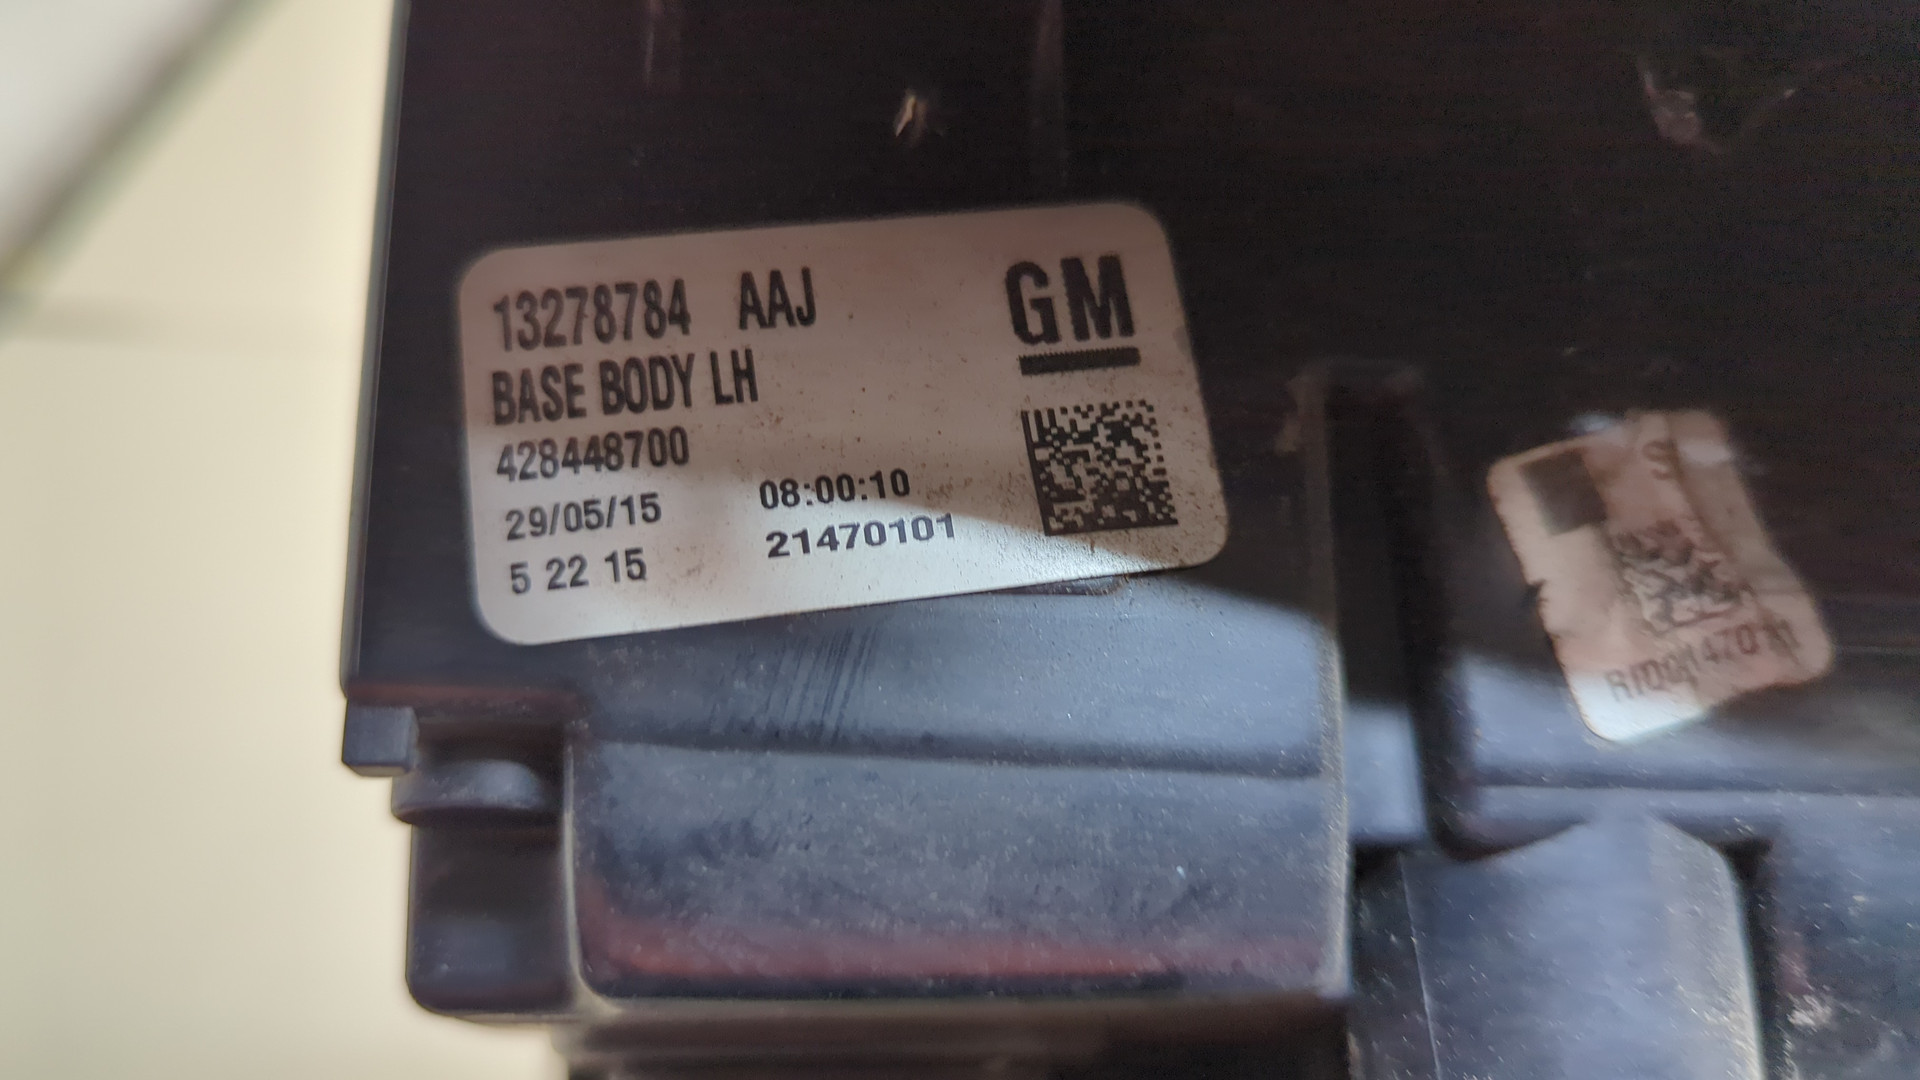 13278784 AAJ
GM
BASE BODY LH
428448700
29/05/15 08:00:10
5 22 15 21470101
S